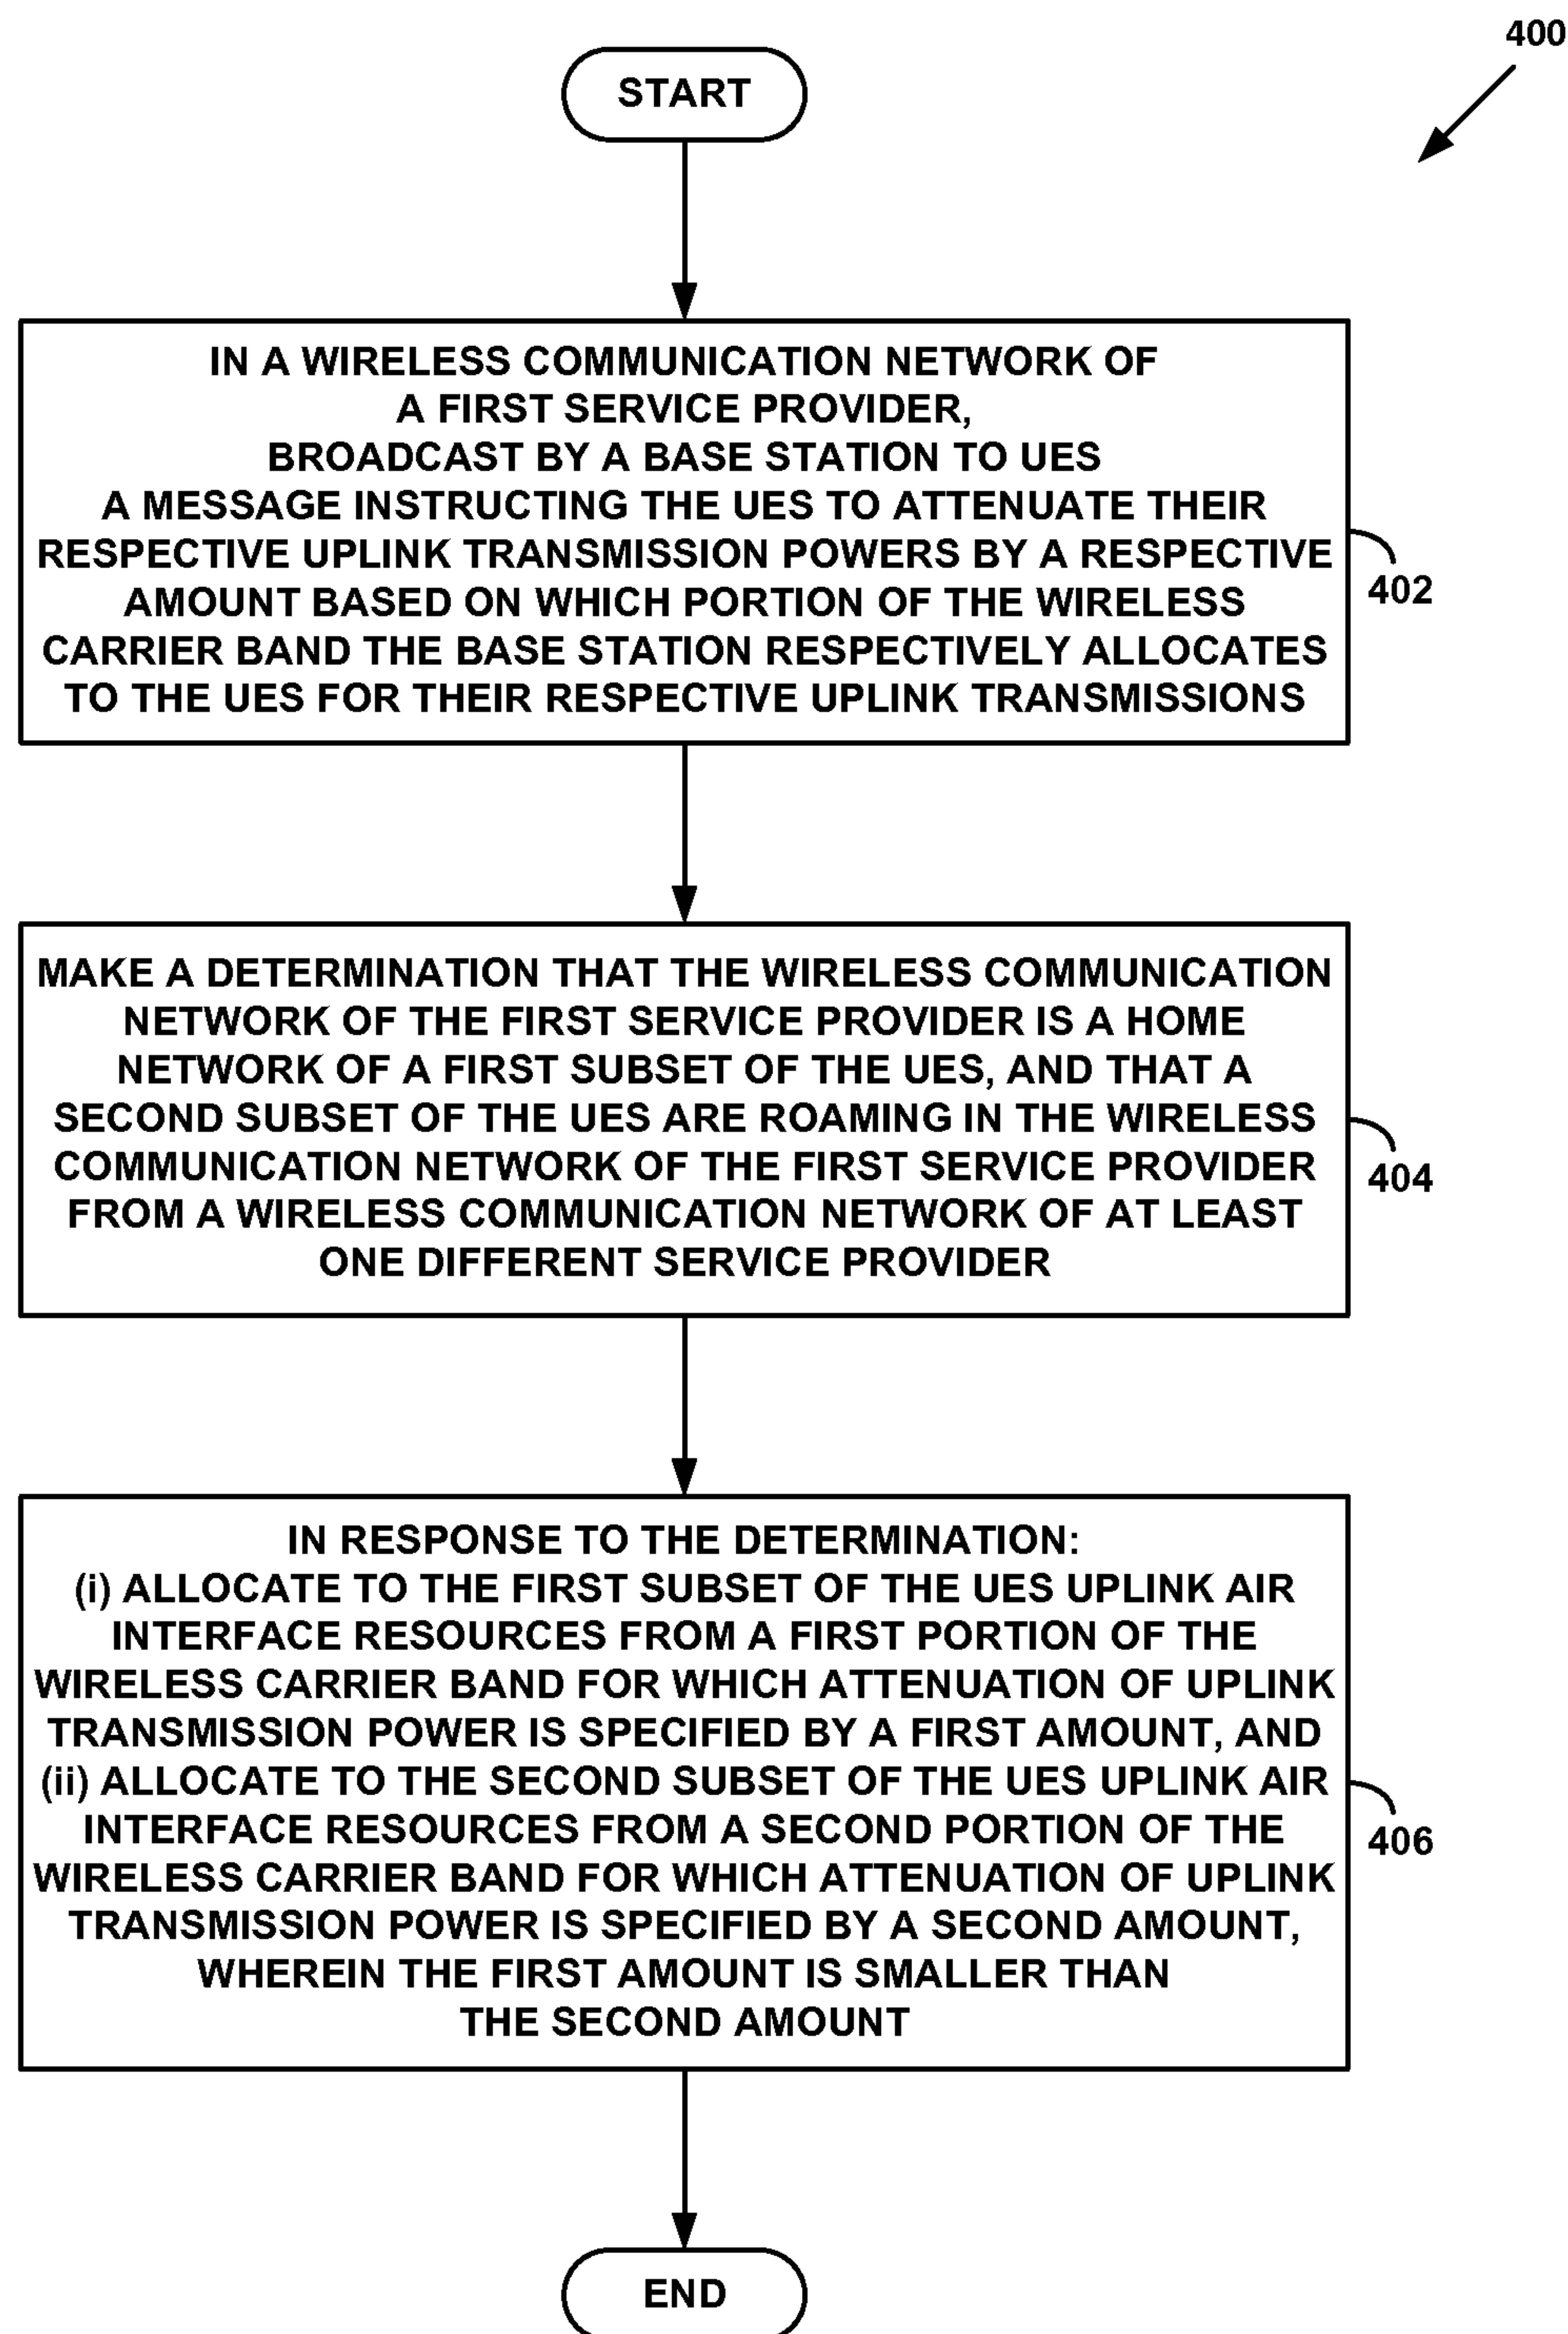 400
START
IN A WIRELESS COMMUNICATION NETWORK OF
A FIRST SERVICE PROVIDER,
BROADCAST BY A BASE STATION TO UES
A MESSAGE INSTRUCTING THE UES TO ATTENUATE THEIR
RESPECTIVE UPLINK TRANSMISSION POWERS BY A RESPECTIVE
AMOUNT BASED ON WHICH PORTION OF THE WIRELESS
CARRIER BAND THE BASE STATION RESPECTIVELY ALLOCATES
TO THE UES FOR THEIR RESPECTIVE UPLINK TRANSMISSIONS
402
MAKE A DETERMINATION THAT THE WIRELESS COMMUNICATION
NETWORK OF THE FIRST SERVICE PROVIDER IS A HOME
NETWORK OF A FIRST SUBSET OF THE UES, AND THAT A
SECOND SUBSET OF THE UES ARE ROAMING IN THE WIRELESS
COMMUNICATION NETWORK OF THE FIRST SERVICE PROVIDER
FROM A WIRELESS COMMUNICATION NETWORK OF AT LEAST
ONE DIFFERENT SERVICE PROVIDER
404
IN RESPONSE TO THE DETERMINATION:
(i) ALLOCATE TO THE FIRST SUBSET OF THE UES UPLINK AIR
INTERFACE RESOURCES FROM A FIRST PORTION OF THE
WIRELESS CARRIER BAND FOR WHICH ATTENUATION OF UPLINK
TRANSMISSION POWER IS SPECIFIED BY A FIRST AMOUNT, AND
(ii) ALLOCATE TO THE SECOND SUBSET OF THE UES UPLINK AIR
INTERFACE RESOURCES FROM A SECOND PORTION OF THE
WIRELESS CARRIER BAND FOR WHICH ATTENUATION OF UPLINK
TRANSMISSION POWER IS SPECIFIED BY A SECOND AMOUNT,
WHEREIN THE FIRST AMOUNT IS SMALLER THAN
THE SECOND AMOUNT
406
END